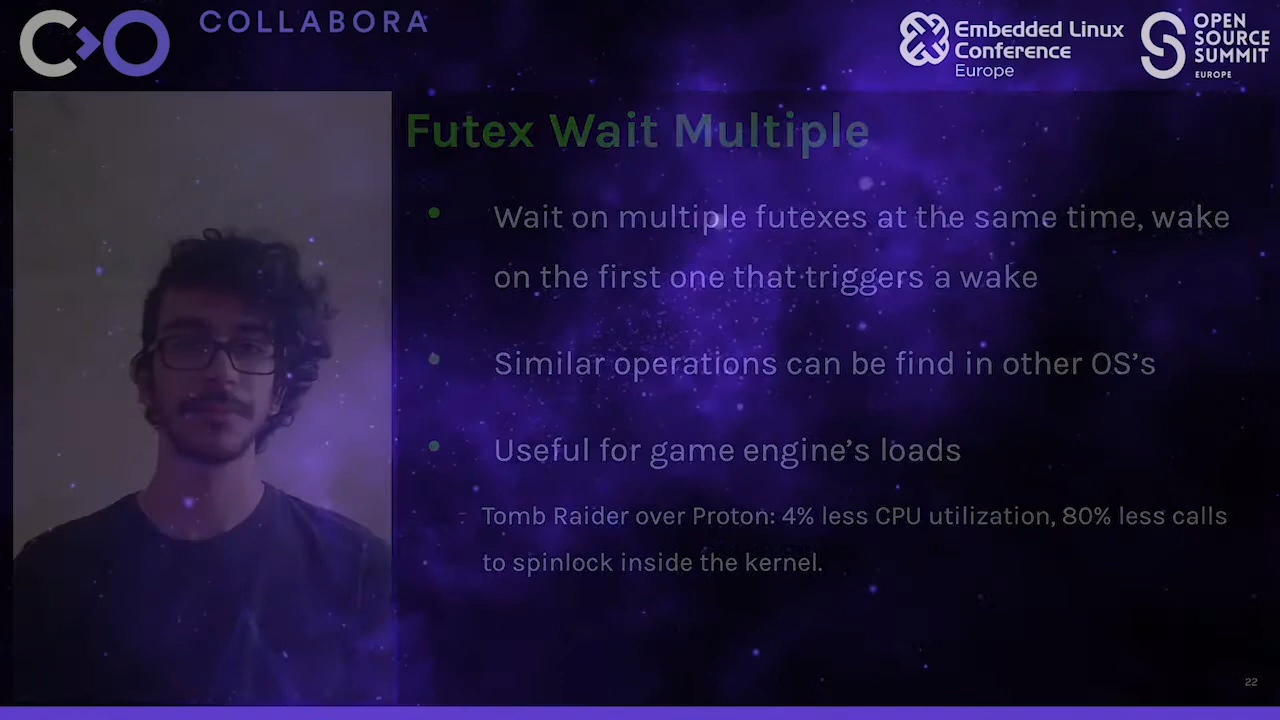 COLLABORA
Embedded Linux
Conference
Europe
OPEN
SOURCE
SUMMIT
EUROPE
Futex Wait Multiple
Wait on multiple futexes at the same time, wake
on the first one that triggers a wake
Similar operations can be find in other OS’s
Useful for game engine’s loads
Tomb Raider over Proton: 4% less CPU utilization, 80% less calls
to spinlock inside the kernel.
22